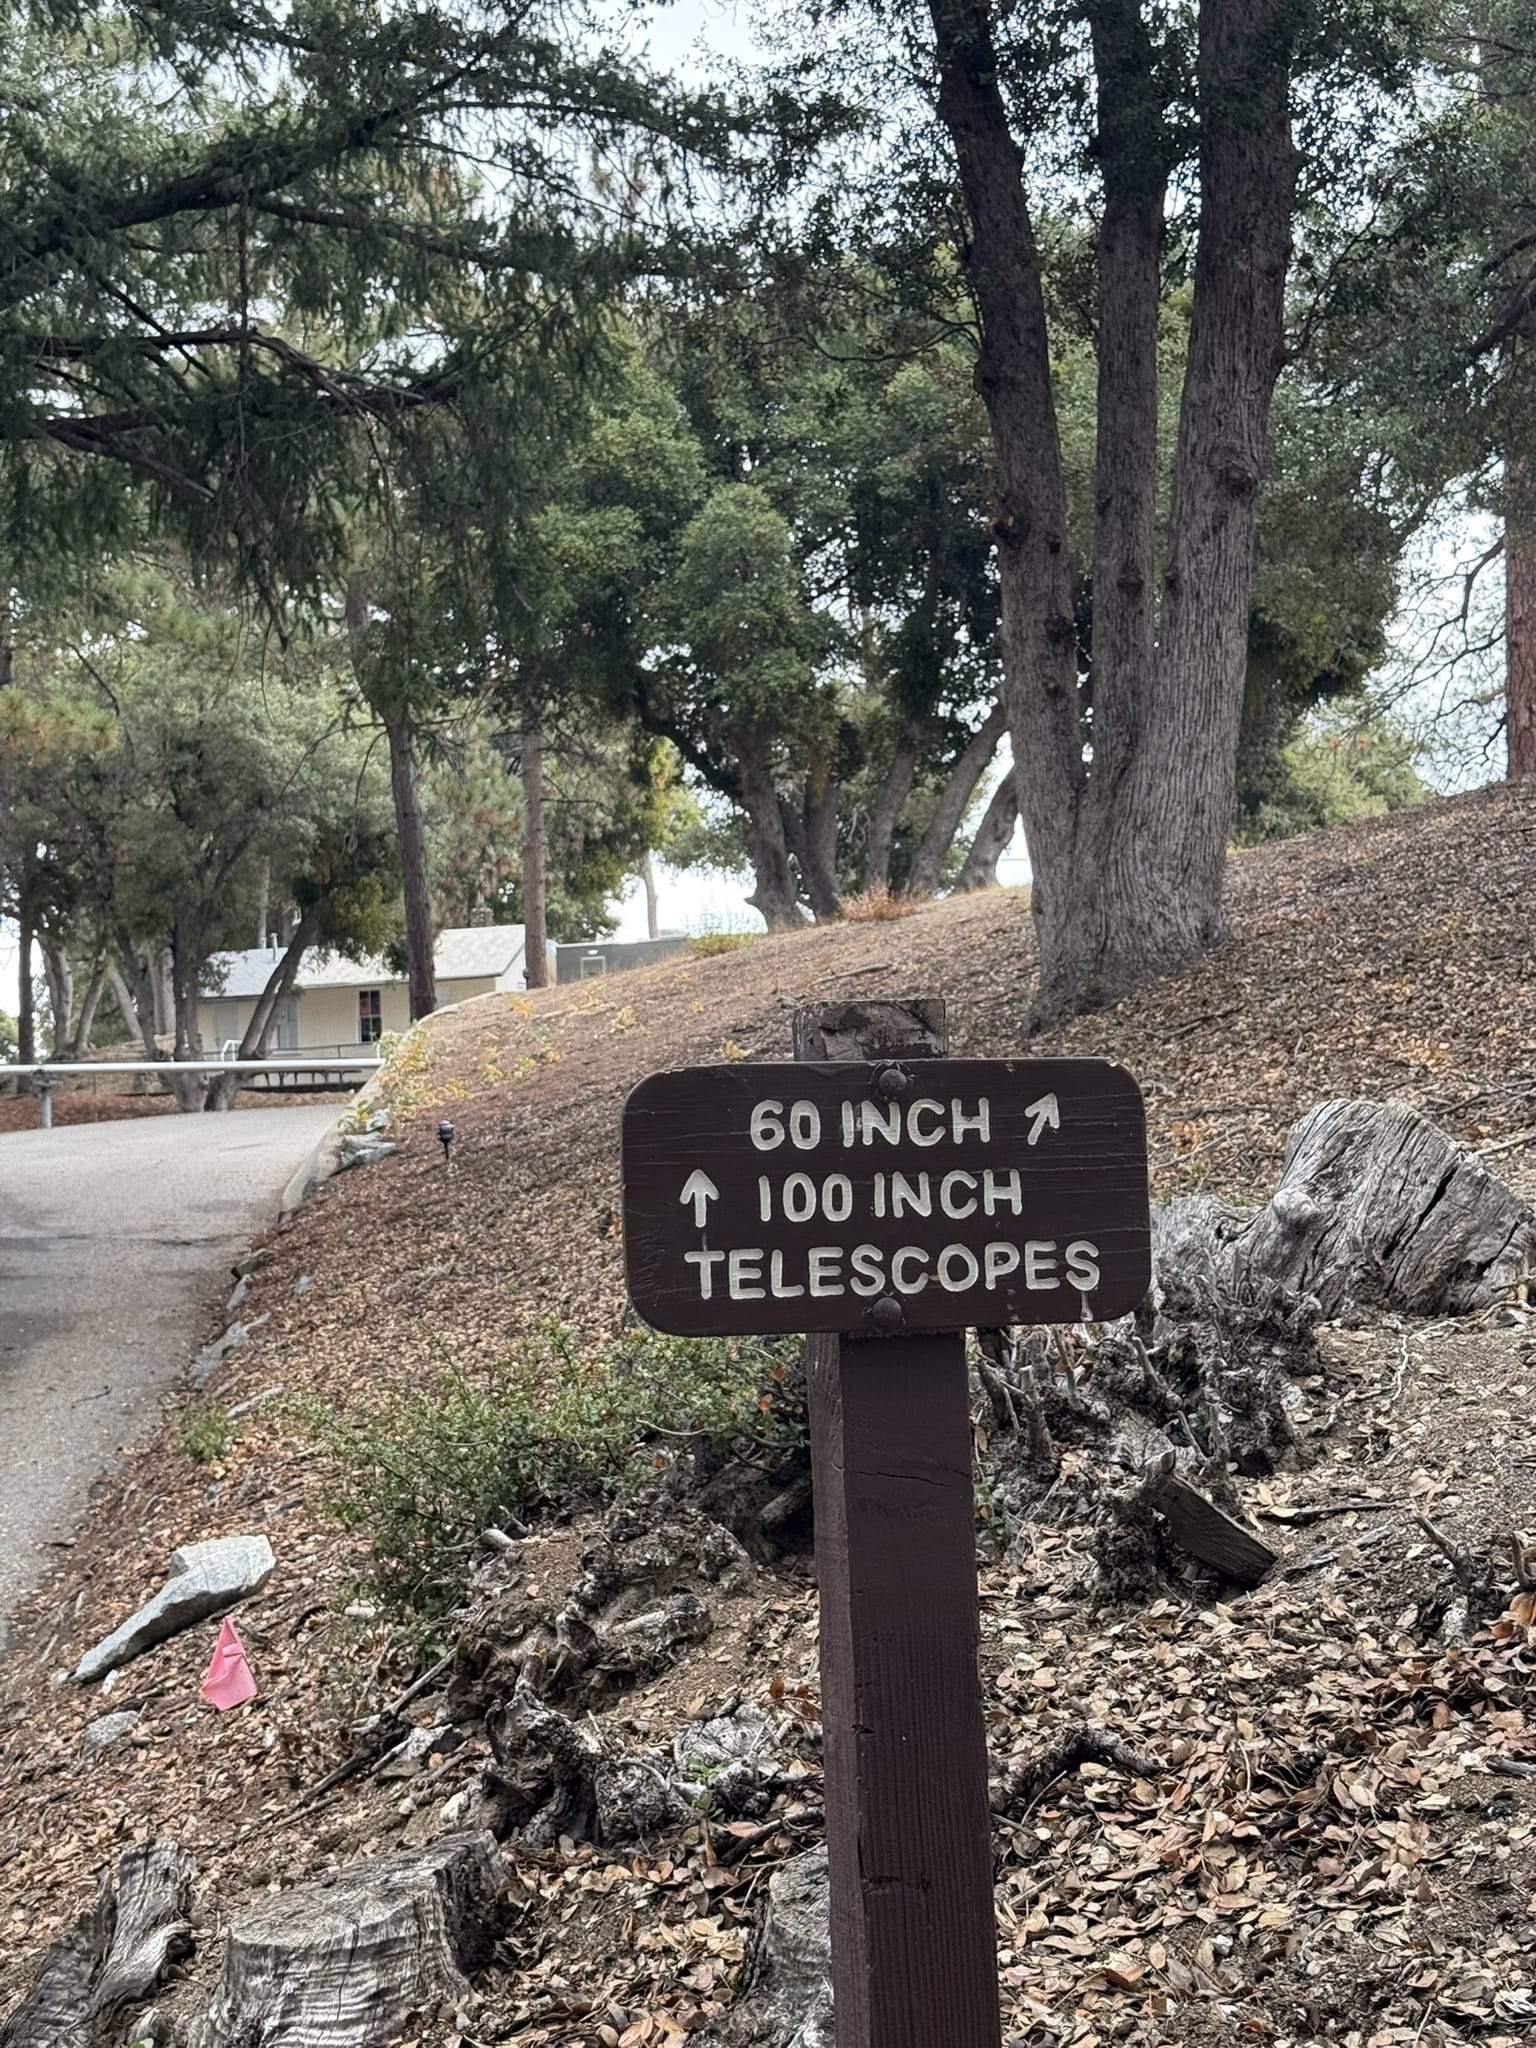 60 INCH ↗
↑ 100 INCH
TELESCOPES